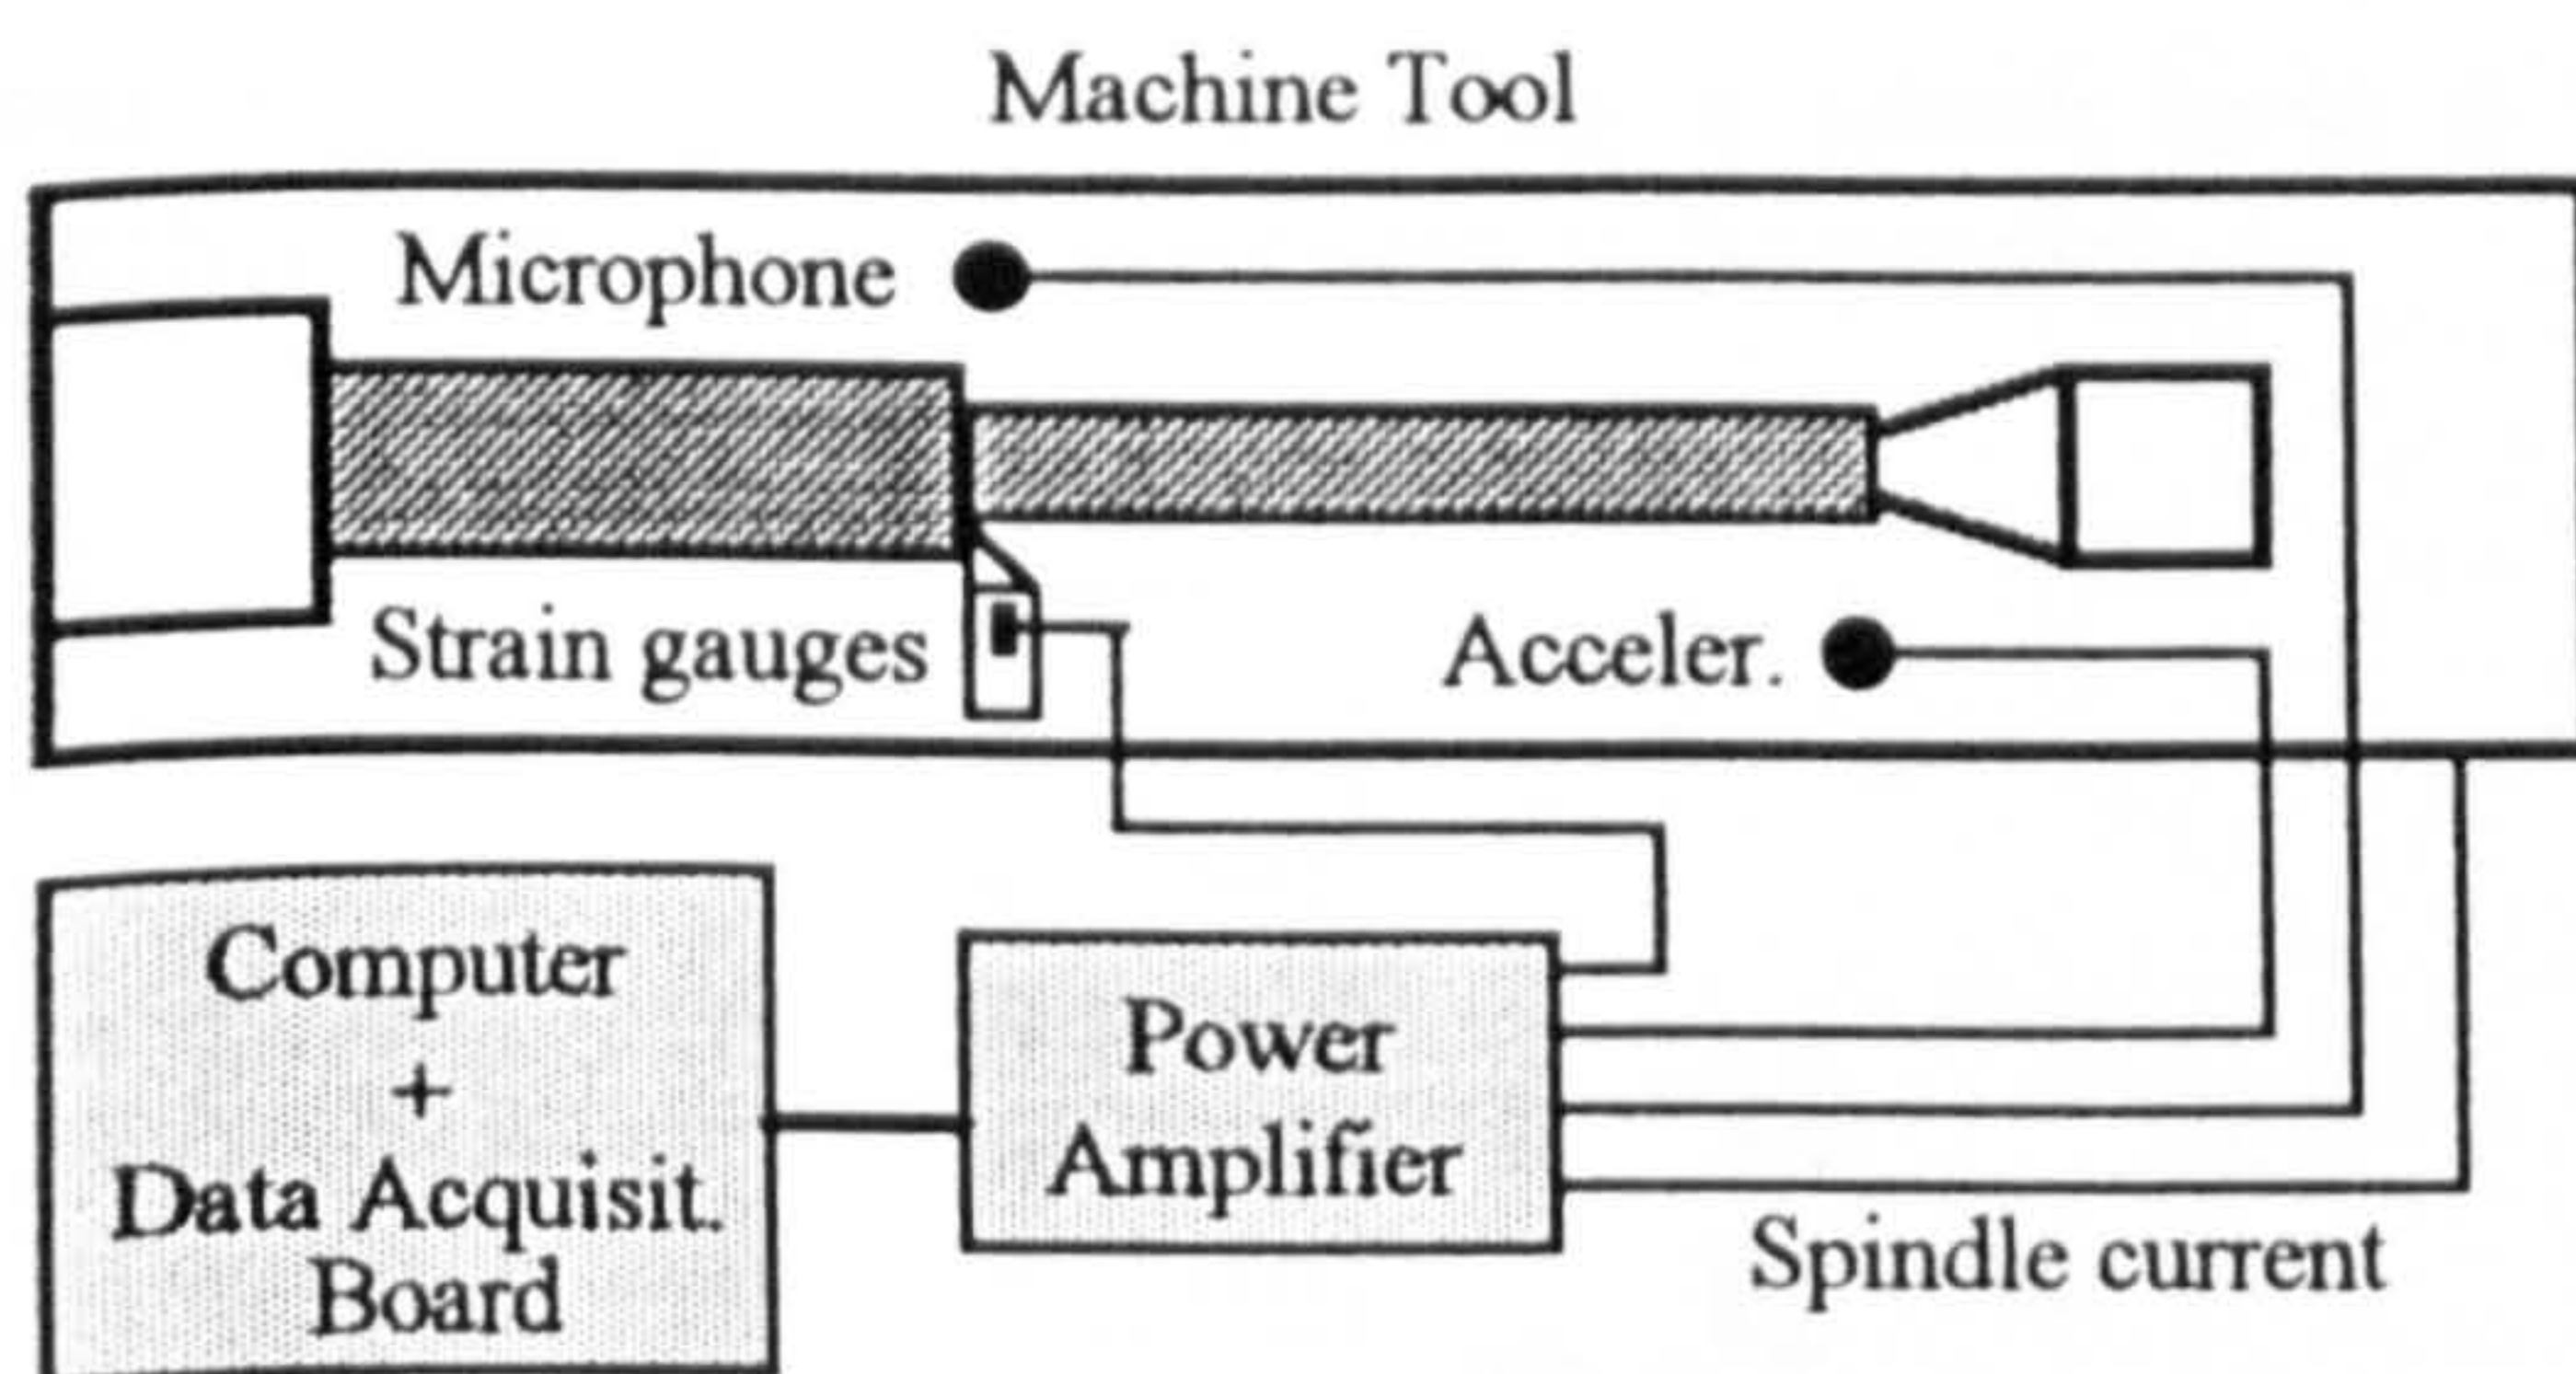 Machine Tool
Microphone
Strain gauges
Acceler.
Computer
+
Data Acquisit.
Board
Power
Amplifier
Spindle current